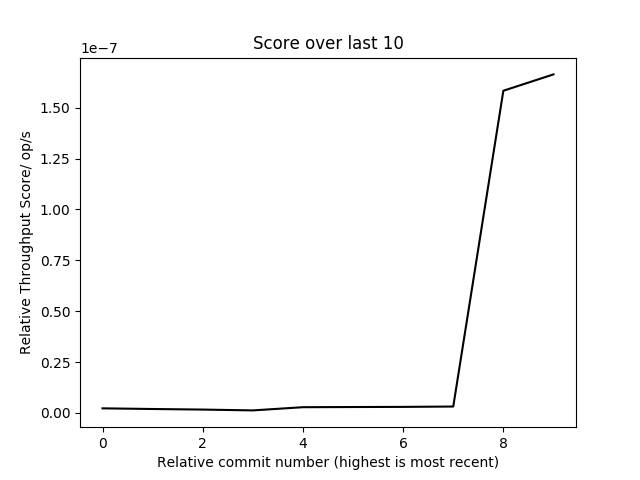 Score over last 10
1e−7
1.50
1.25
1.00
0.75
0.50
0.25
0.00
Relative Throughput Score/ op/s
0 2 4 6 8
Relative commit number (highest is most recent)